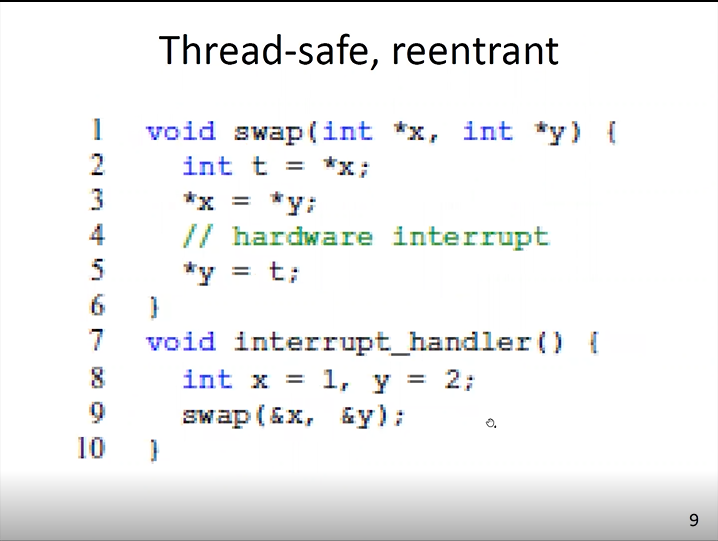 Thread-safe, reentrant
1 void swap(int *x, int *y) {
2 int t = *x;
3 *x = *y;
4 // hardware interrupt
5 *y = t;
6 }
7 void interrupt_handler() {
8 int x = 1, y = 2;
9 swap(&x, &y);
10 }
9